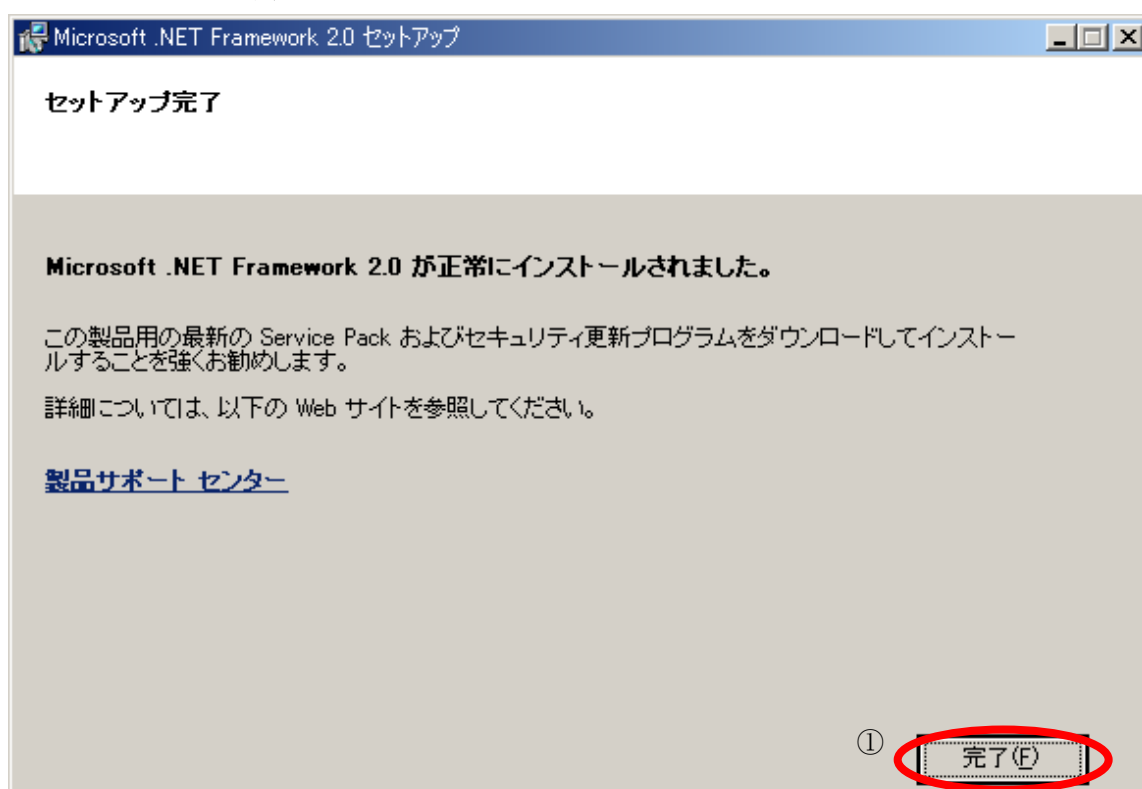 Microsoft .NET Framework 2.0 セットアップ
セットアップ完了
Microsoft .NET Framework 2.0 が正常にインストールされました。
この製品用の最新の Service Pack およびセキュリティ更新プログラムをダウンロードしてインストー
ルすることを強くお勧めします。
詳細については、以下の Web サイトを参照してください。
製品サポート センター
① 完了(F)